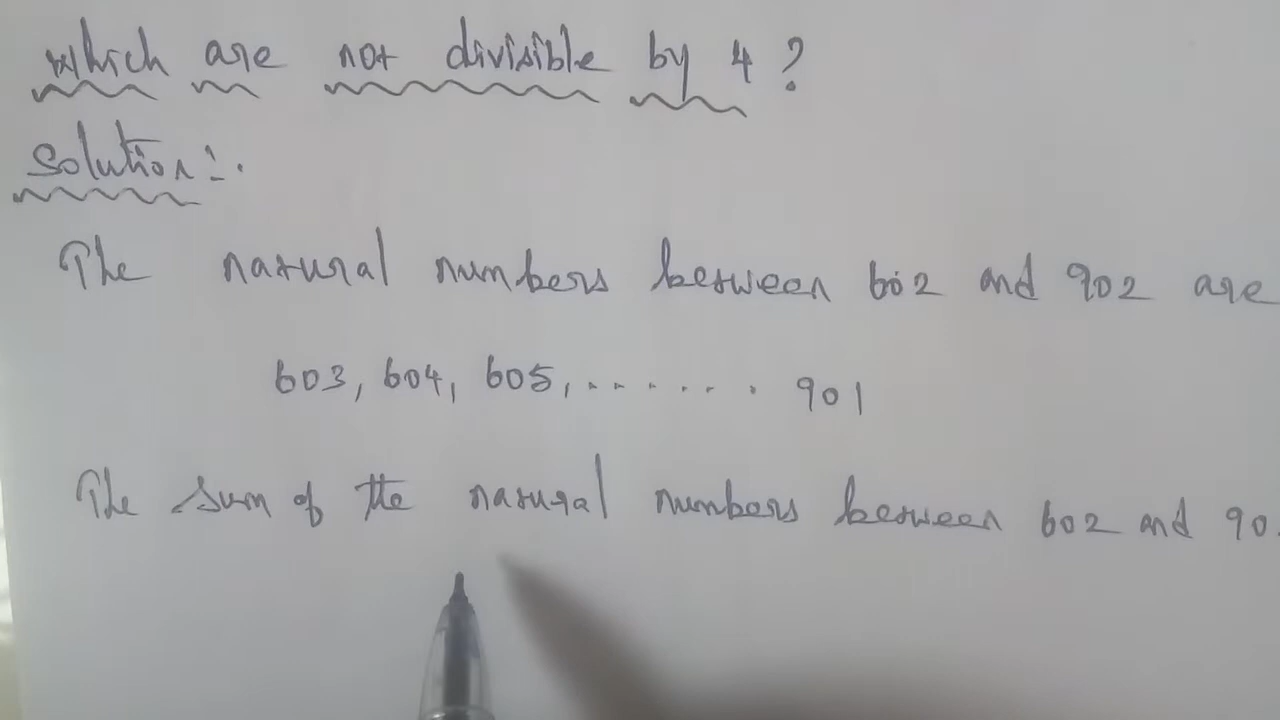 which are not divisible by 4?
Solution:-
The natural numbers between 602 and 902 are
603, 604, 605, ....... 901
The sum of the natural numbers between 602 and 90